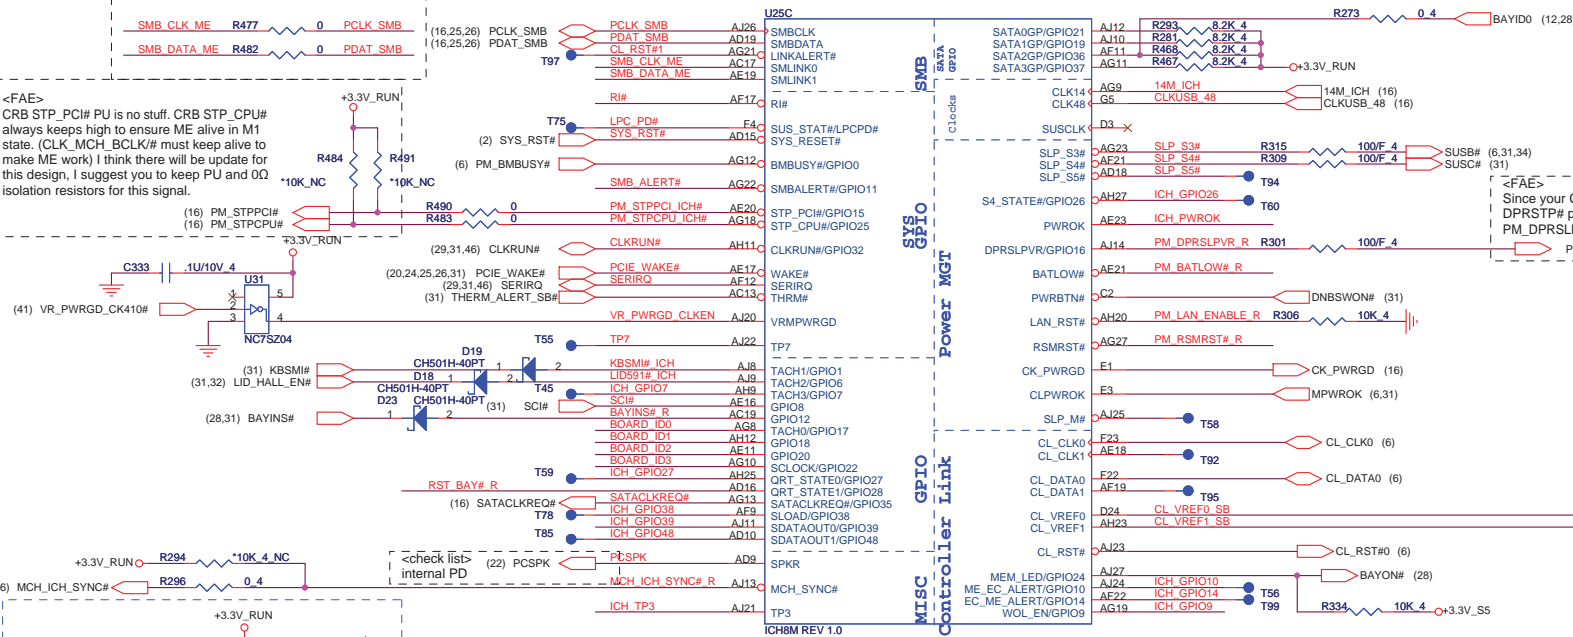 SMB_CLK_ME R477 0 PCLK_SMB
SMB_DATA_ME R482 0 PDAT_SMB
<FAE>
CRB STP_PCI# PU is no stuff. CRB STP_CPU#
always keeps high to ensure ME alive in M1
state. (CLK_MCH_BCLK/# must keep alive to
make ME work) I think there will be update for
this design, I suggest you to keep PU and 0Ω
isolation resistors for this signal.
+3.3V_RUN
R484 R491
*10K_NC *10K_NC
(16) PM_STPPCI# R490 0
(16) PM_STPCPU# R483 0
+3.3V_RUN
C333 .1U/10V_4
U31
1
2
3
5
4
NC7SZ04
(41) VR_PWRGD_CK410#
(31) KBSMI#
(31,32) LID_HALL_EN#
D19
CH501H-40PT 1 2
D18
CH501H-40PT 1 2
D23 CH501H-40PT
1 2
(28,31) BAYINS#
(16,25,26) PCLK_SMB
(16,25,26) PDAT_SMB
T97
T75
(2) SYS_RST#
(6) PM_BMBUSY#
(29,31,46) CLKRUN#
(20,24,25,26,31) PCIE_WAKE#
(29,31,46) SERIRQ
(31) THERM_ALERT_SB#
T55
T45
(31) SCI#
T59
RST_BAY#_R
(16) SATACLKREQ#
T78
T85
<check list>
internal PD
(22) PCSPK
+3.3V_RUN R294 *10K_4_NC
6) MCH_ICH_SYNC# R296 0_4
+3.3V_RUN
U25C
PCLK_SMB AJ26 SMBCLK
PDAT_SMB AD19 SMBDATA
CL_RST#1 AG21 LINKALERT#
SMB_CLK_ME AC17 SMLINK0
SMB_DATA_ME AE19 SMLINK1
RI# AF17 RI#
LPC_PD# F4 SUS_STAT#/LPCPD#
SYS_RST# AD15 SYS_RESET#
AG12 BMBUSY#/GPIO0
SMB_ALERT# AG22 SMBALERT#/GPIO11
PM_STPPCI_ICH# AE20 STP_PCI#/GPIO15
PM_STPCPU_ICH# AG18 STP_CPU#/GPIO25
CLKRUN# AH11 CLKRUN#/GPIO32
PCIE_WAKE# AE17 WAKE#
SERIRQ AF12 SERIRQ
AC13 THRM#
VR_PWRGD_CLKEN AJ20 VRMPWRGD
TP7 AJ22 TP7
KBSMI#_ICH AJ8 TACH1/GPIO1
LID591#_ICH AJ9 TACH2/GPIO6
ICH_GPIO7 AH9 TACH3/GPIO7
SCI# AE16 GPIO8
BAYINS#_R AC19 GPIO12
BOARD_ID0 AG8 TACH0/GPIO17
BOARD_ID1 AH12 GPIO18
BOARD_ID2 AE11 GPIO20
BOARD_ID3 AG10 SCLOCK/GPIO22
ICH_GPIO27 AH25 QRT_STATE0/GPIO27
AD16 QRT_STATE1/GPIO28
SATACLKREQ# AG13 SATACLKREQ#/GPIO35
ICH_GPIO38 AF9 SLOAD/GPIO38
ICH_GPIO39 AJ11 SDATAOUT0/GPIO39
ICH_GPIO48 AD10 SDATAOUT1/GPIO48
PCSPK AD9 SPKR
MCH_ICH_SYNC#_R AJ13 MCH_SYNC#
ICH_TP3 AJ21 TP3
ICH8M REV 1.0
SMB
SATA
GPIO
Clocks
SYS
GPIO
Power MGT
GPIO
Controller Link
MISC
SATA0GP/GPIO21 AJ12 R293 8.2K_4
SATA1GP/GPIO19 AJ10 R281 8.2K_4
SATA2GP/GPIO36 AF11 R468 8.2K_4
SATA3GP/GPIO37 AG11 R467 8.2K_4
+3.3V_RUN
R273 0_4 BAYID0 (12,28
CLK14 AG9 14M_ICH 14M_ICH (16)
CLK48 G5 CLKUSB_48 CLKUSB_48 (16)
SUSCLK D3
SLP_S3# AG23 SLP_S3# R315 100/F_4 SUSB# (6,31,34)
SLP_S4# AF21 SLP_S4# R309 100/F_4 SUSC# (31)
SLP_S5# AD18 SLP_S5# T94
S4_STATE#/GPIO26 AH27 ICH_GPIO26 T60
PWROK AE23 ICH_PWROK
DPRSLPVR/GPIO16 AJ14 PM_DPRSLPVR_R R301 100/F_4 P
<FAE>
Since your C
DPRSTP# p
PM_DPRSL
BATLOW# AE21 PM_BATLOW#_R
PWRBTN# C2 DNBSWON# (31)
LAN_RST# AH20 PM_LAN_ENABLE_R R306 10K_4
RSMRST# AG27 PM_RSMRST#_R
CK_PWRGD E1 CK_PWRGD (16)
CLPWROK E3 MPWROK (6,31)
SLP_M# AJ25 T58
CL_CLK0 F23 CL_CLK0 (6)
CL_CLK1 AE18 T92
CL_DATA0 F22 CL_DATA0 (6)
CL_DATA1 AF19 T95
CL_VREF0 D24 CL_VREF0_SB
CL_VREF1 AH23 CL_VREF1_SB
CL_RST# AJ23 CL_RST#0 (6)
MEM_LED/GPIO24 AJ27 BAYON# (28)
ME_EC_ALERT/GPIO10 AJ24 ICH_GPIO10 T56
EC_ME_ALERT/GPIO14 AF22 ICH_GPIO14 T99
WOL_EN/GPIO9 AG19 ICH_GPIO9
R334 10K_4 +3.3V_S5